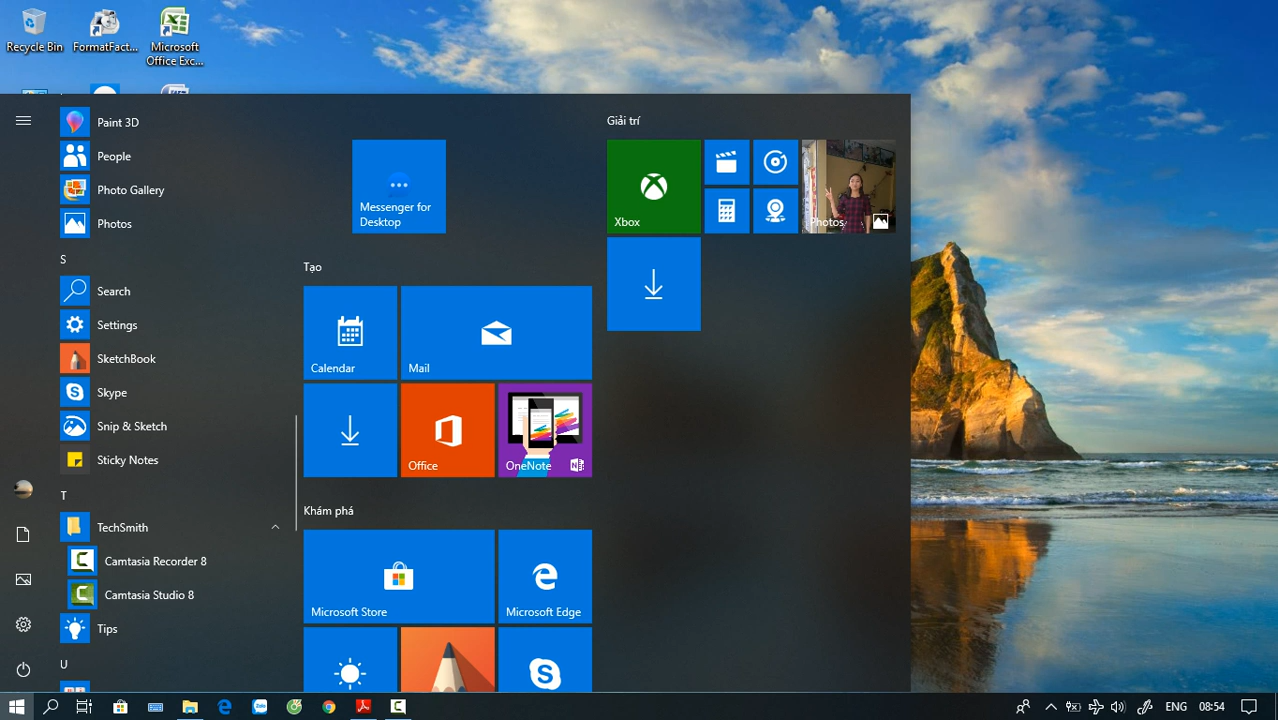 Recycle Bin
FormatFact...
Microsoft
Office Exc...
Paint 3D
People
Photo Gallery
Photos
S
Search
Settings
SketchBook
Skype
Snip & Sketch
Sticky Notes
T
TechSmith
Camtasia Recorder 8
Camtasia Studio 8
Tips
U
Messenger for
Desktop
Tạo
Calendar
Mail
Office
OneNote
Khám phá
Microsoft Store
Microsoft Edge
Giải trí
Xbox
Photos
ENG
08:54